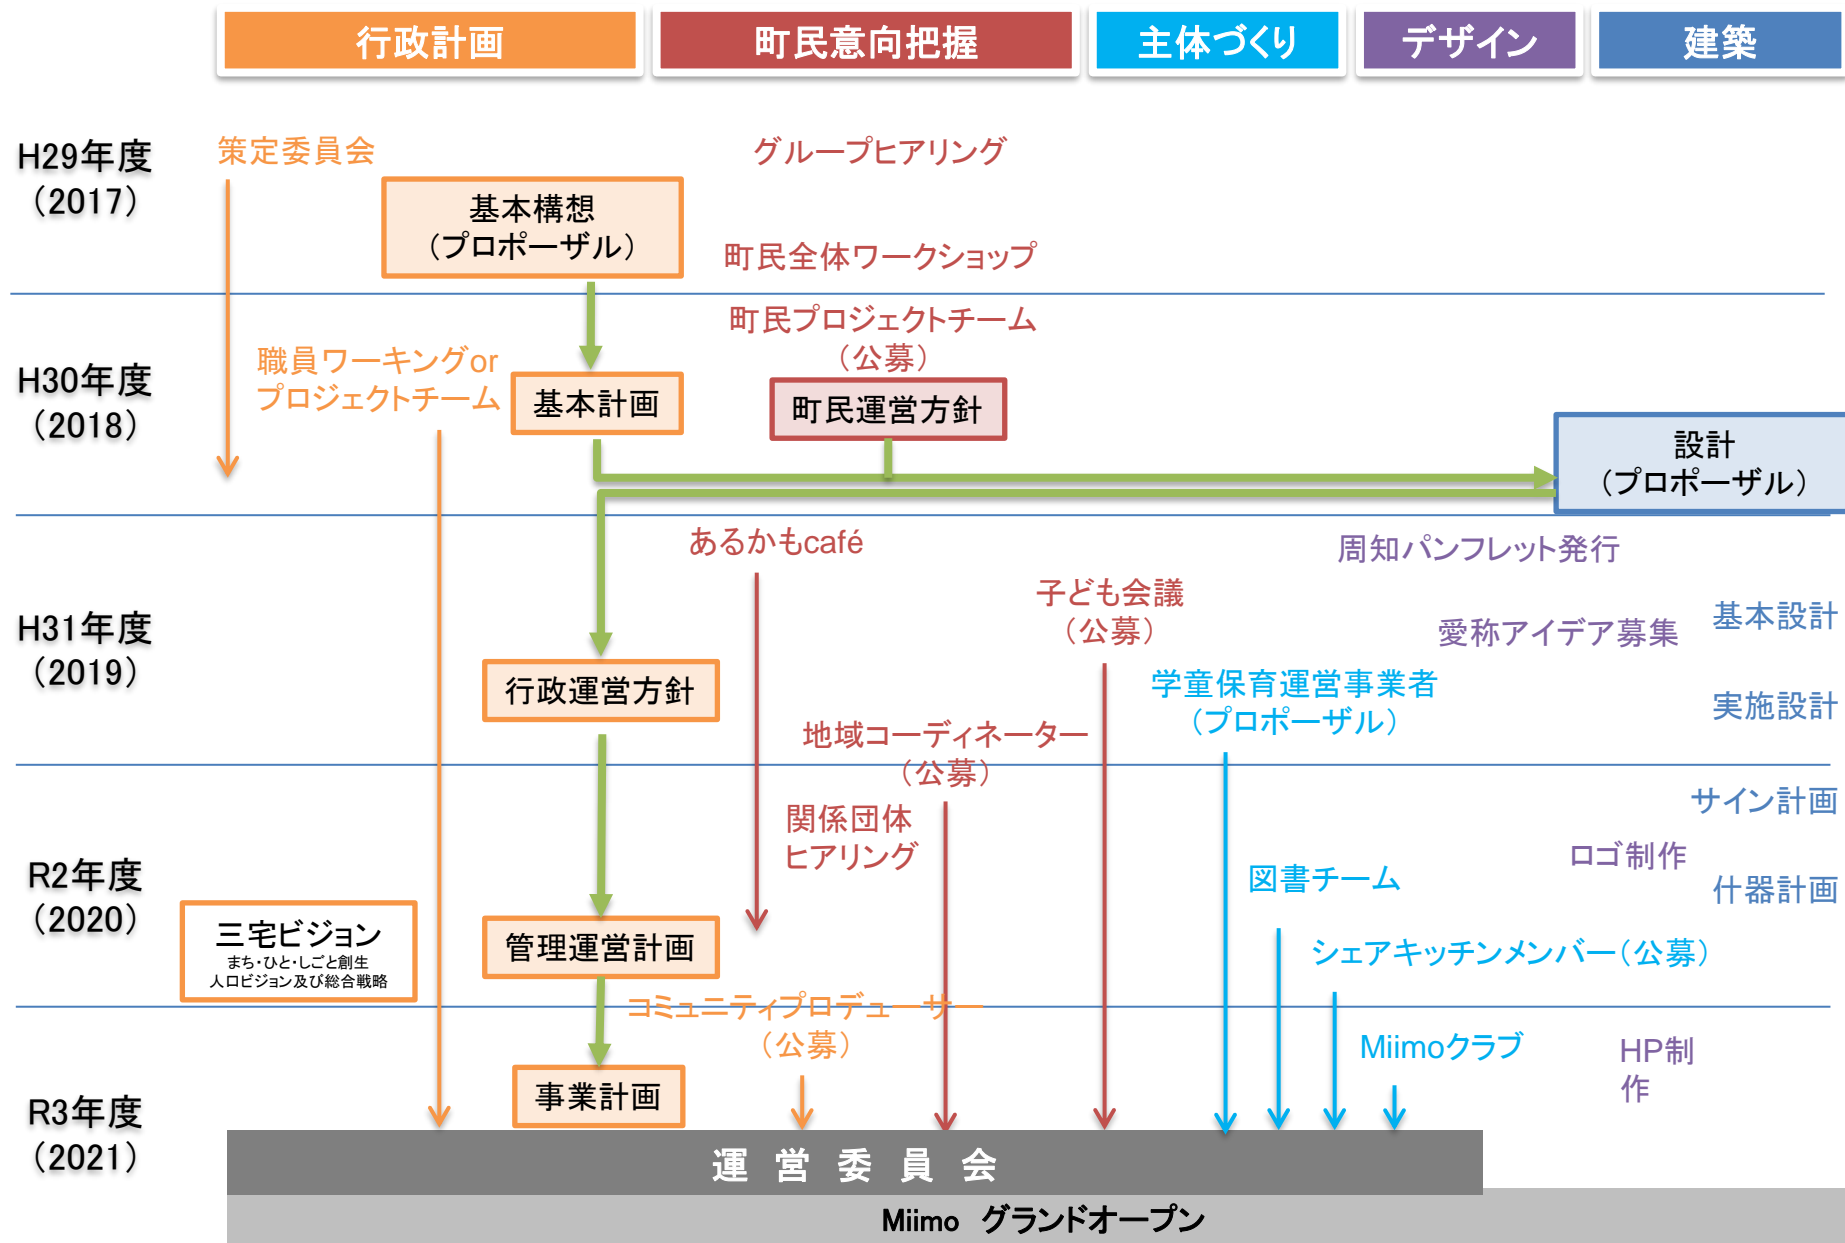 行政計画
町民意向把握
主体づくり
デザイン
建築
H29年度
（2017）
策定委員会
グループヒアリング
基本構想
（プロポーザル）
町民全体ワークショップ
H30年度
（2018）
町民プロジェクトチーム
（公募）
職員ワーキングor
プロジェクトチーム
基本計画
町民運営方針
設計
（プロポーザル）
H31年度
（2019）
あるかもcafé
周知パンフレット発行
子ども会議
（公募）
愛称アイデア募集
基本設計
行政運営方針
学童保育運営事業者
（プロポーザル）
実施設計
地域コーディネーター
（公募）
R2年度
（2020）
サイン計画
関係団体
ヒアリング
ロゴ制作
図書チーム
什器計画
三宅ビジョン
まち・ひと・しごと創生
人口ビジョン及び総合戦略
管理運営計画
シェアキッチンメンバー（公募）
R3年度
（2021）
コミュニティプロデューサー
（公募）
Miimoクラブ
HP制
作
事業計画
運営委員会
Miimo　グランドオープン